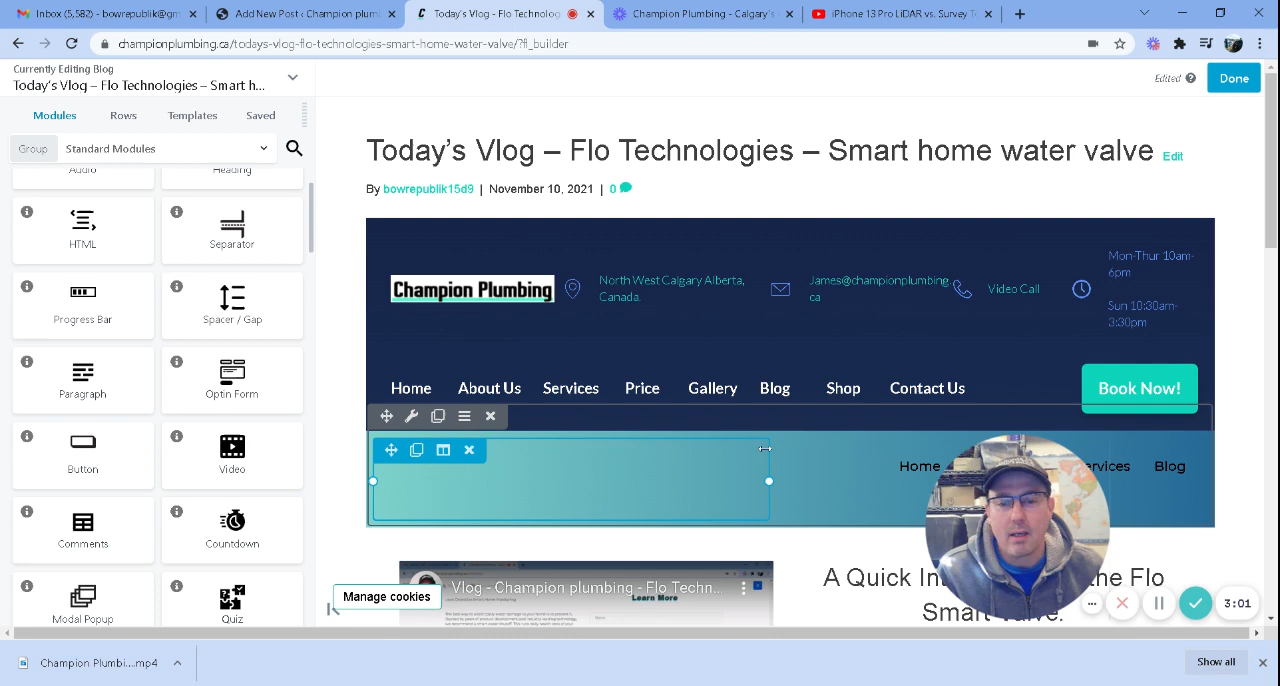 Inbox (5,582) - bowrepublik@gm
Add New Post ‹ Champion plumb
Today's Vlog – Flo Technolog
Champion Plumbing - Calgary's
iPhone 13 Pro LiDAR vs. Survey T
championplumbing.ca/todays-vlog-flo-technologies-smart-home-water-valve/?fl_builder
Currently Editing Blog
Today's Vlog – Flo Technologies – Smart h...
Edited
Done
Modules Rows Templates Saved
Group Standard Modules
Audio Heading
HTML Separator
Progress Bar Spacer / Gap
Paragraph Optin Form
Button Video
Comments Countdown
Modal Popup Quiz
Today's Vlog – Flo Technologies – Smart home water valve Edit
By bowrepublik15d9 | November 10, 2021 | 0
Champion Plumbing
North West Calgary Alberta,
Canada.
James@championplumbing.
ca
Video Call
Mon-Thur 10am-
6pm
Sun 10:30am-
3:30pm
Home About Us Services Price Gallery Blog Shop Contact Us
Book Now!
Home ervices Blog
Vlog - Champion plumbing - Flo Techn...
Learn More
A Quick In the Flo
Smart Valve.
Manage cookies
3:01
Champion Plumbi....mp4
Show all